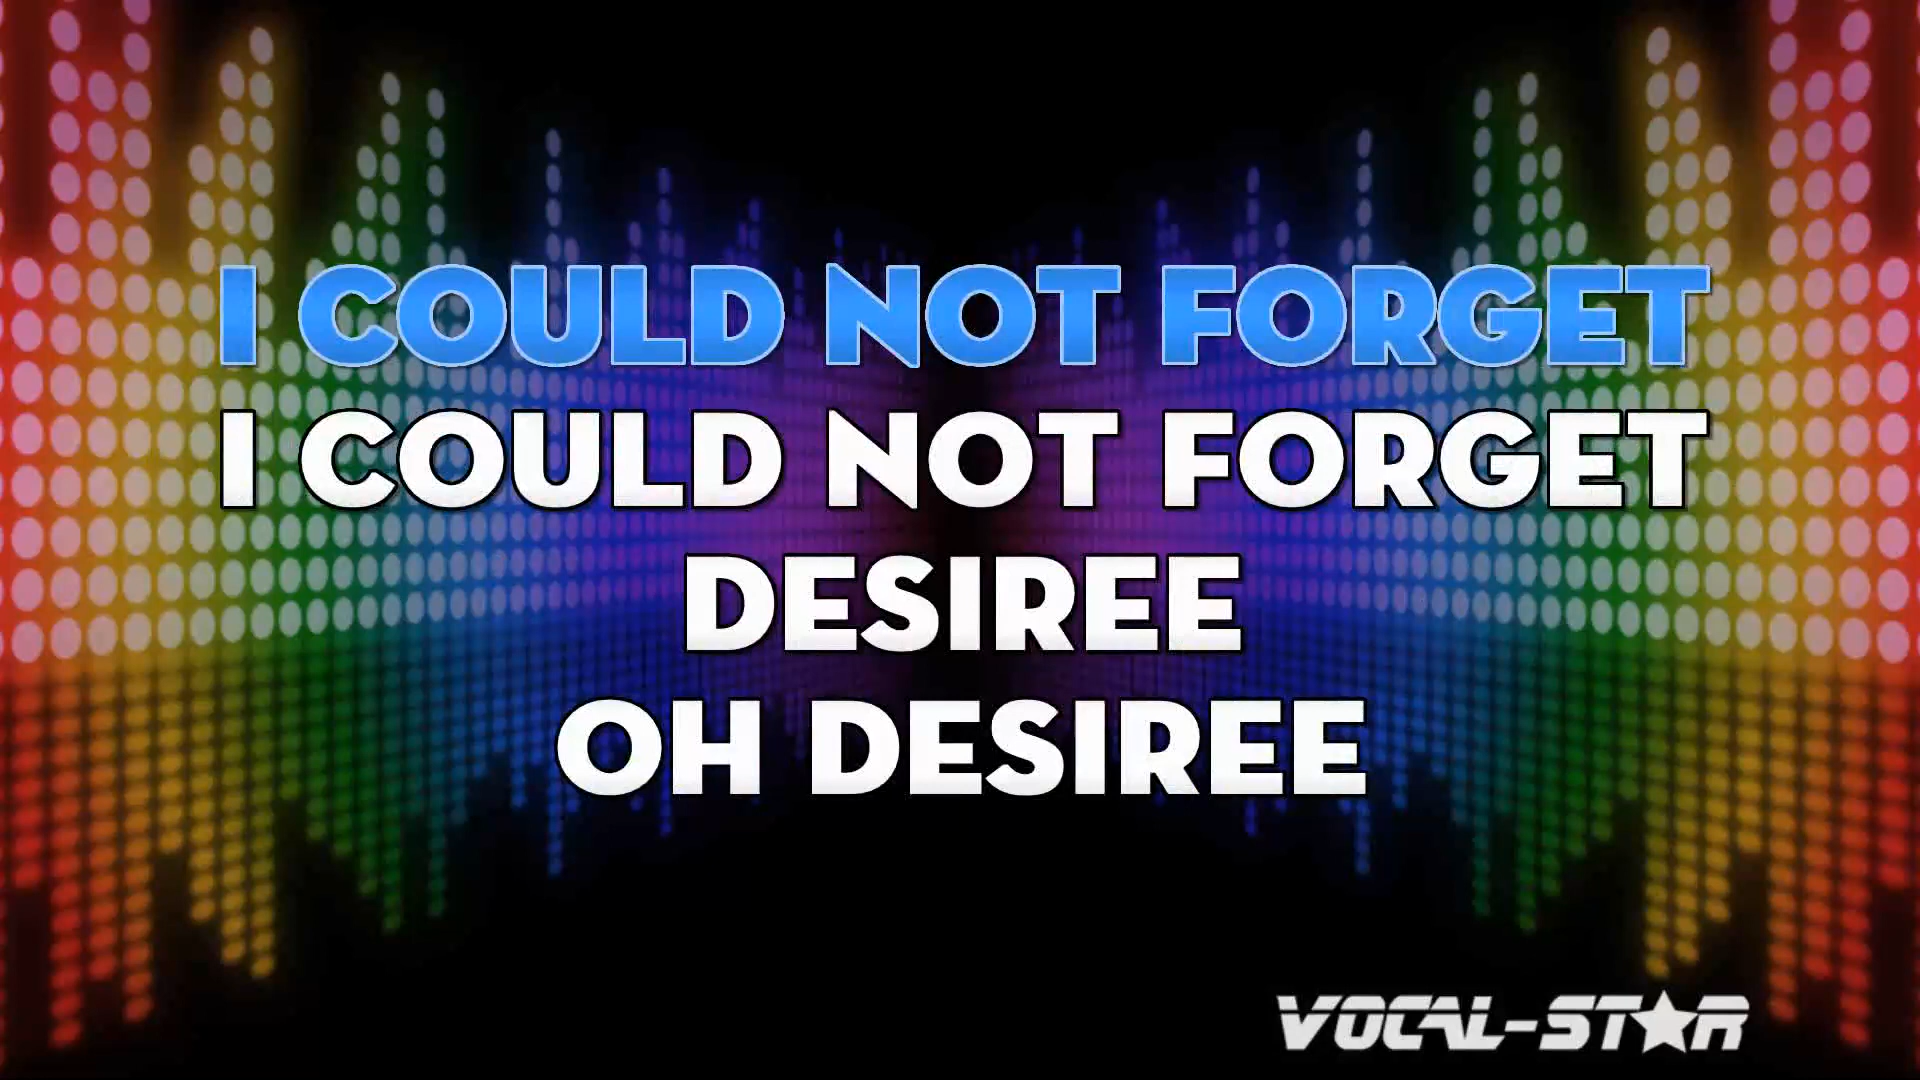 I COULD NOT FORGET
I COULD NOT FORGET
DESIREE
OH DESIREE
VOCAL-STAR